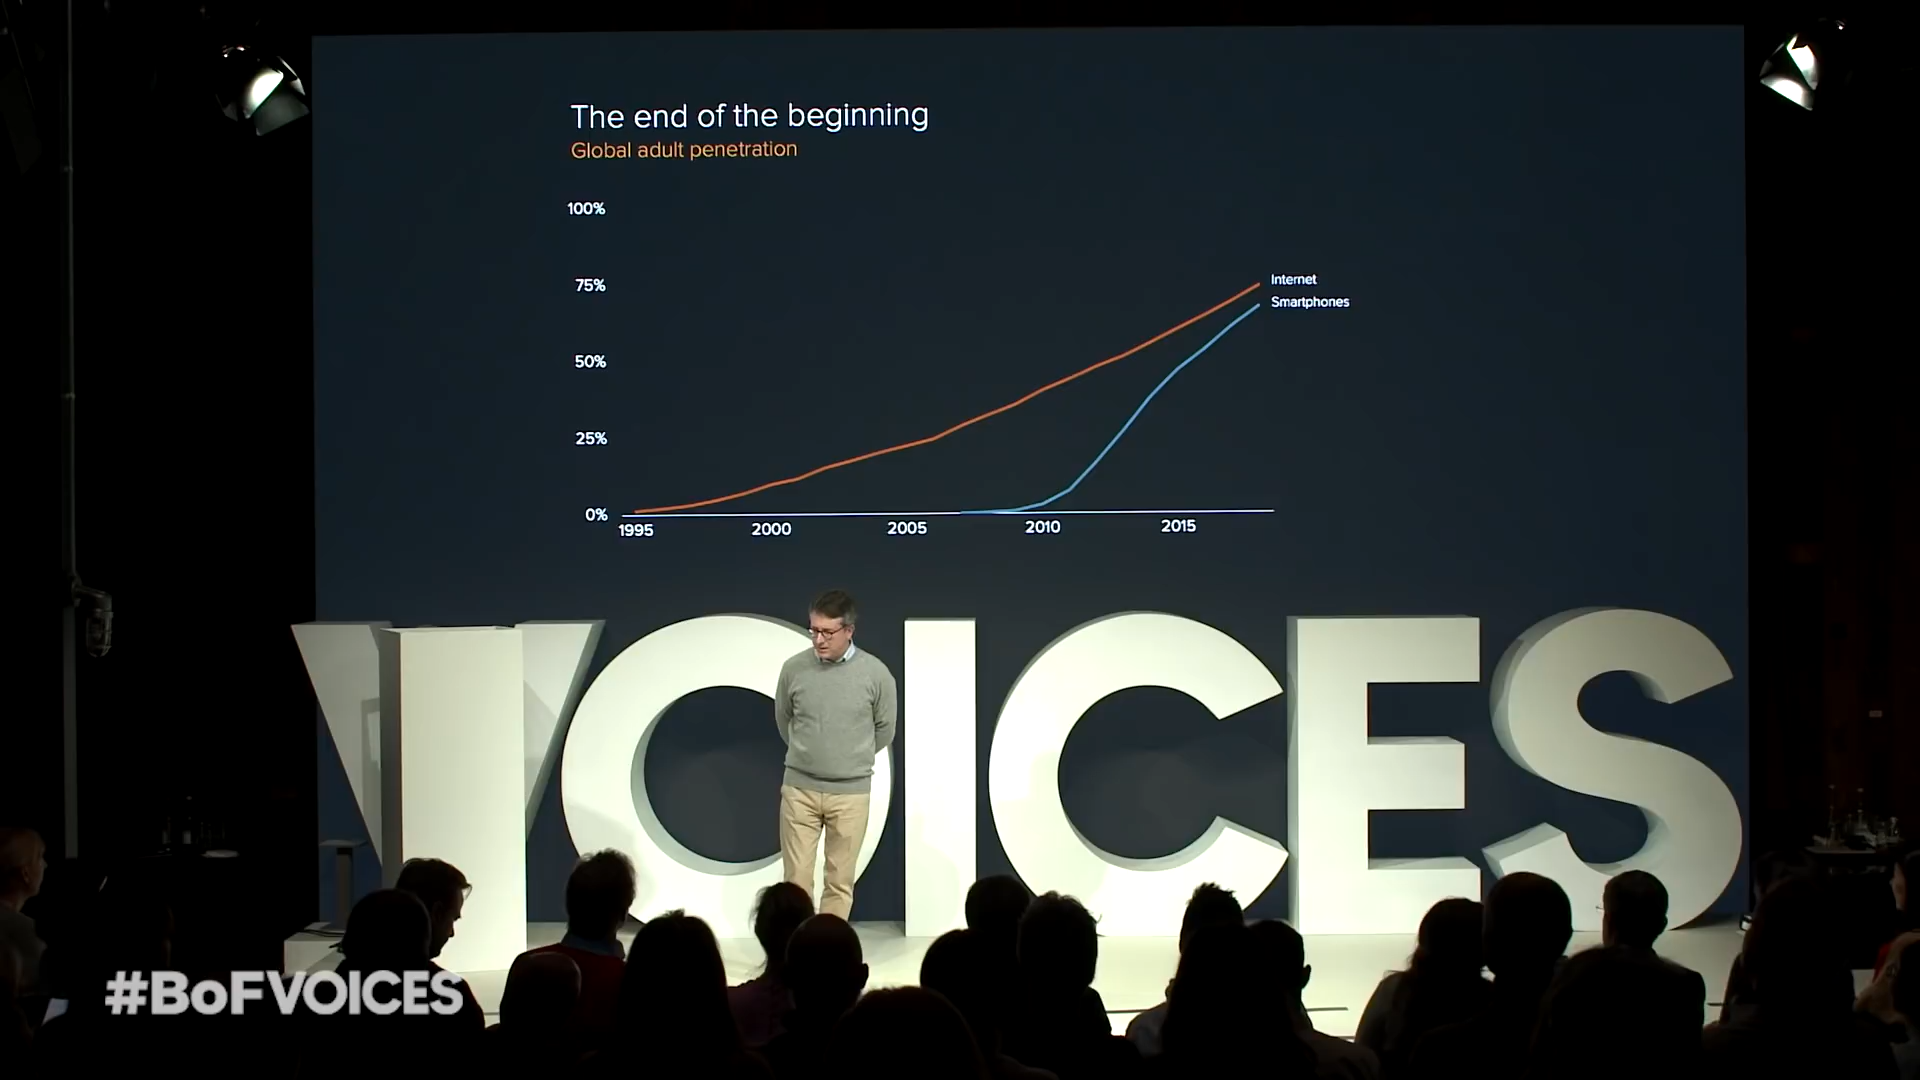 The end of the beginning
Global adult penetration
100%
75%
50%
25%
0%
Internet
Smartphones
1995 2000 2005 2010 2015
VOICES
#BoFVOICES